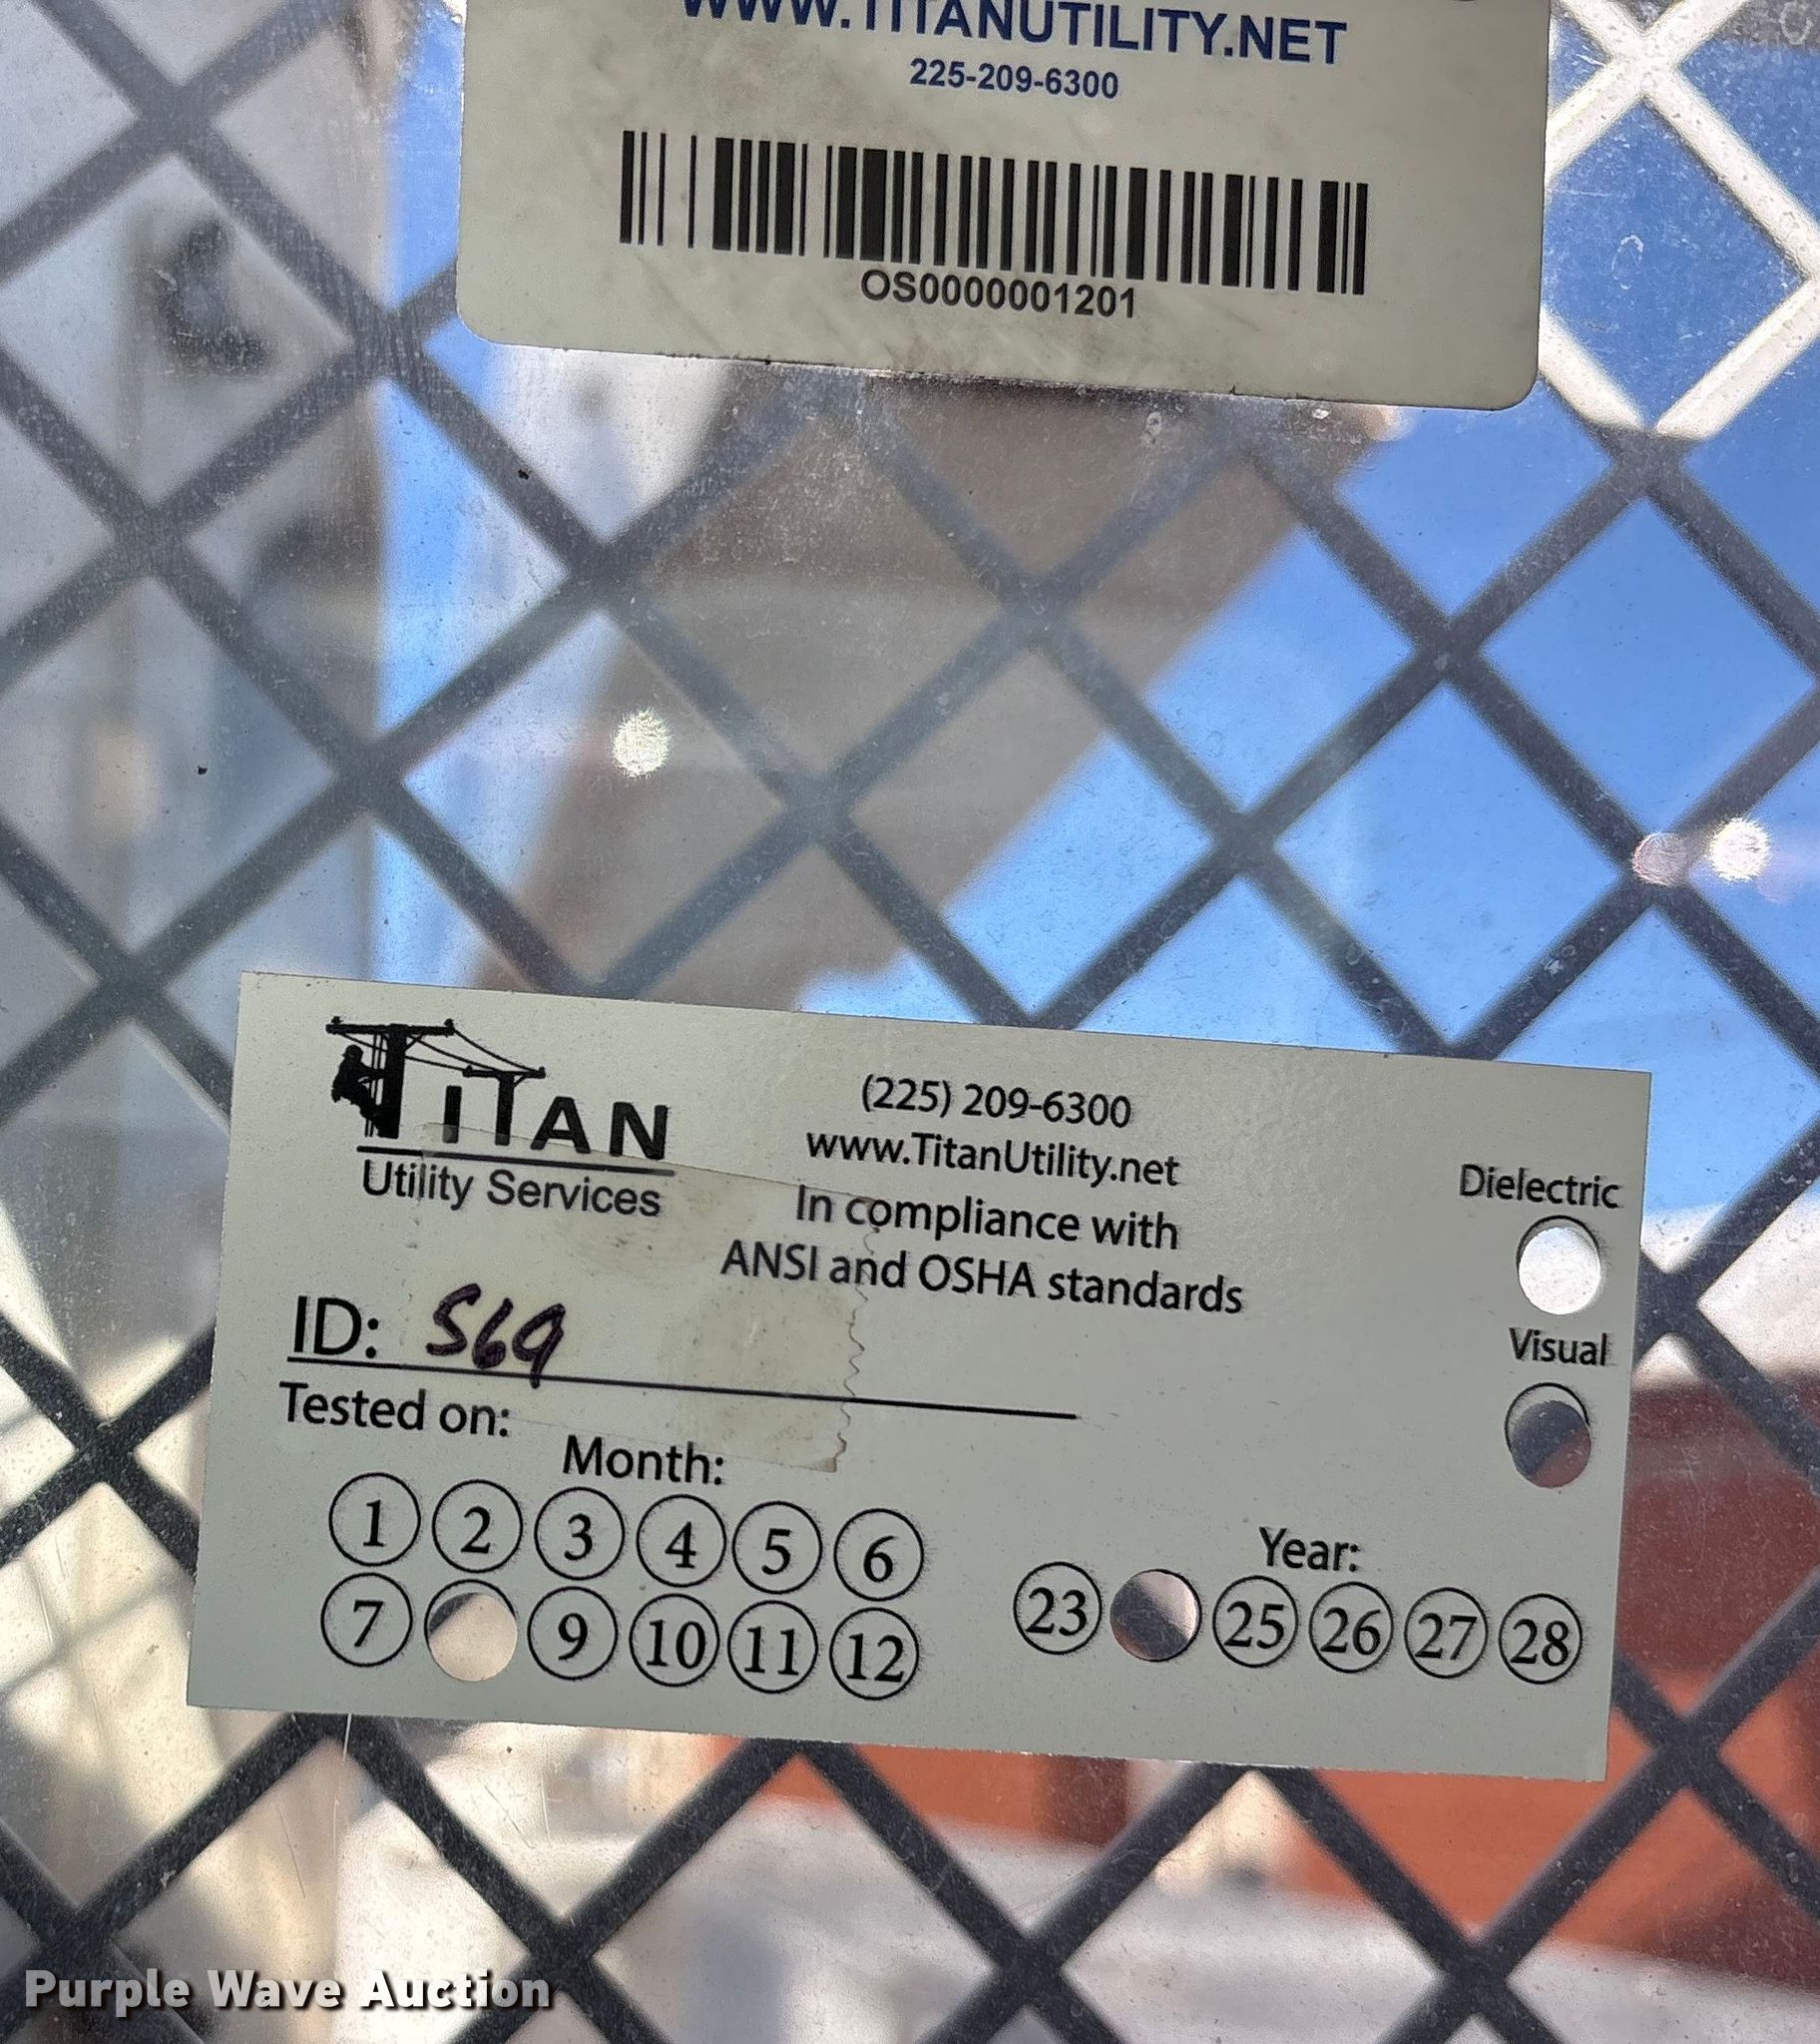 WWW.TITANUTILITY.NET
225-209-6300
OS0000001201
TITAN
Utility Services
(225) 209-6300
www.TitanUtility.net
In compliance with
ANSI and OSHA standards
Dielectric
Visual
ID: S69
Tested on:
Month:
1 2 3 4 5 6
7 9 10 11 12
Year:
23 25 26 27 28
Purple Wave Auction